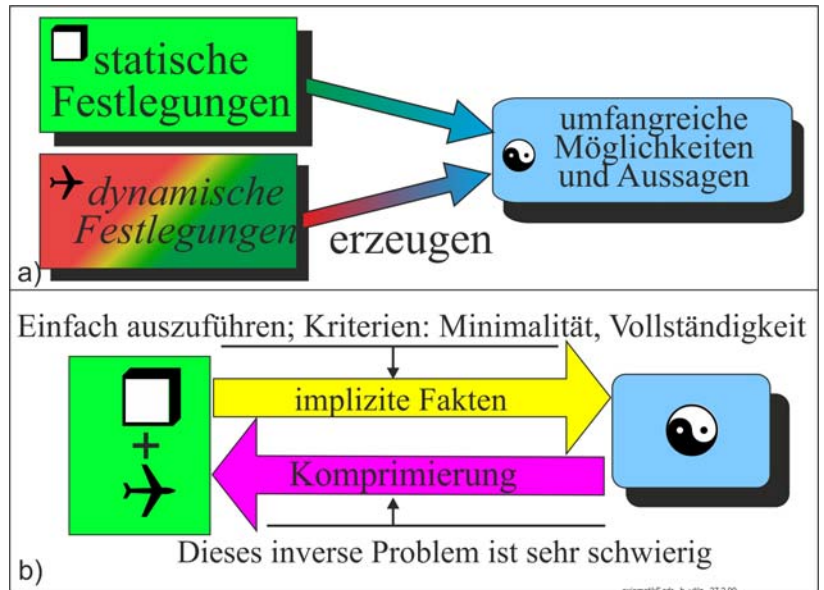 statische
Festlegungen
dynamische
Festlegungen
erzeugen
umfangreiche
Möglichkeiten
und Aussagen
a)
Einfach auszuführen; Kriterien: Minimalität, Vollständigkeit
implizite Fakten
+
Komprimierung
Dieses inverse Problem ist sehr schwierig
b)